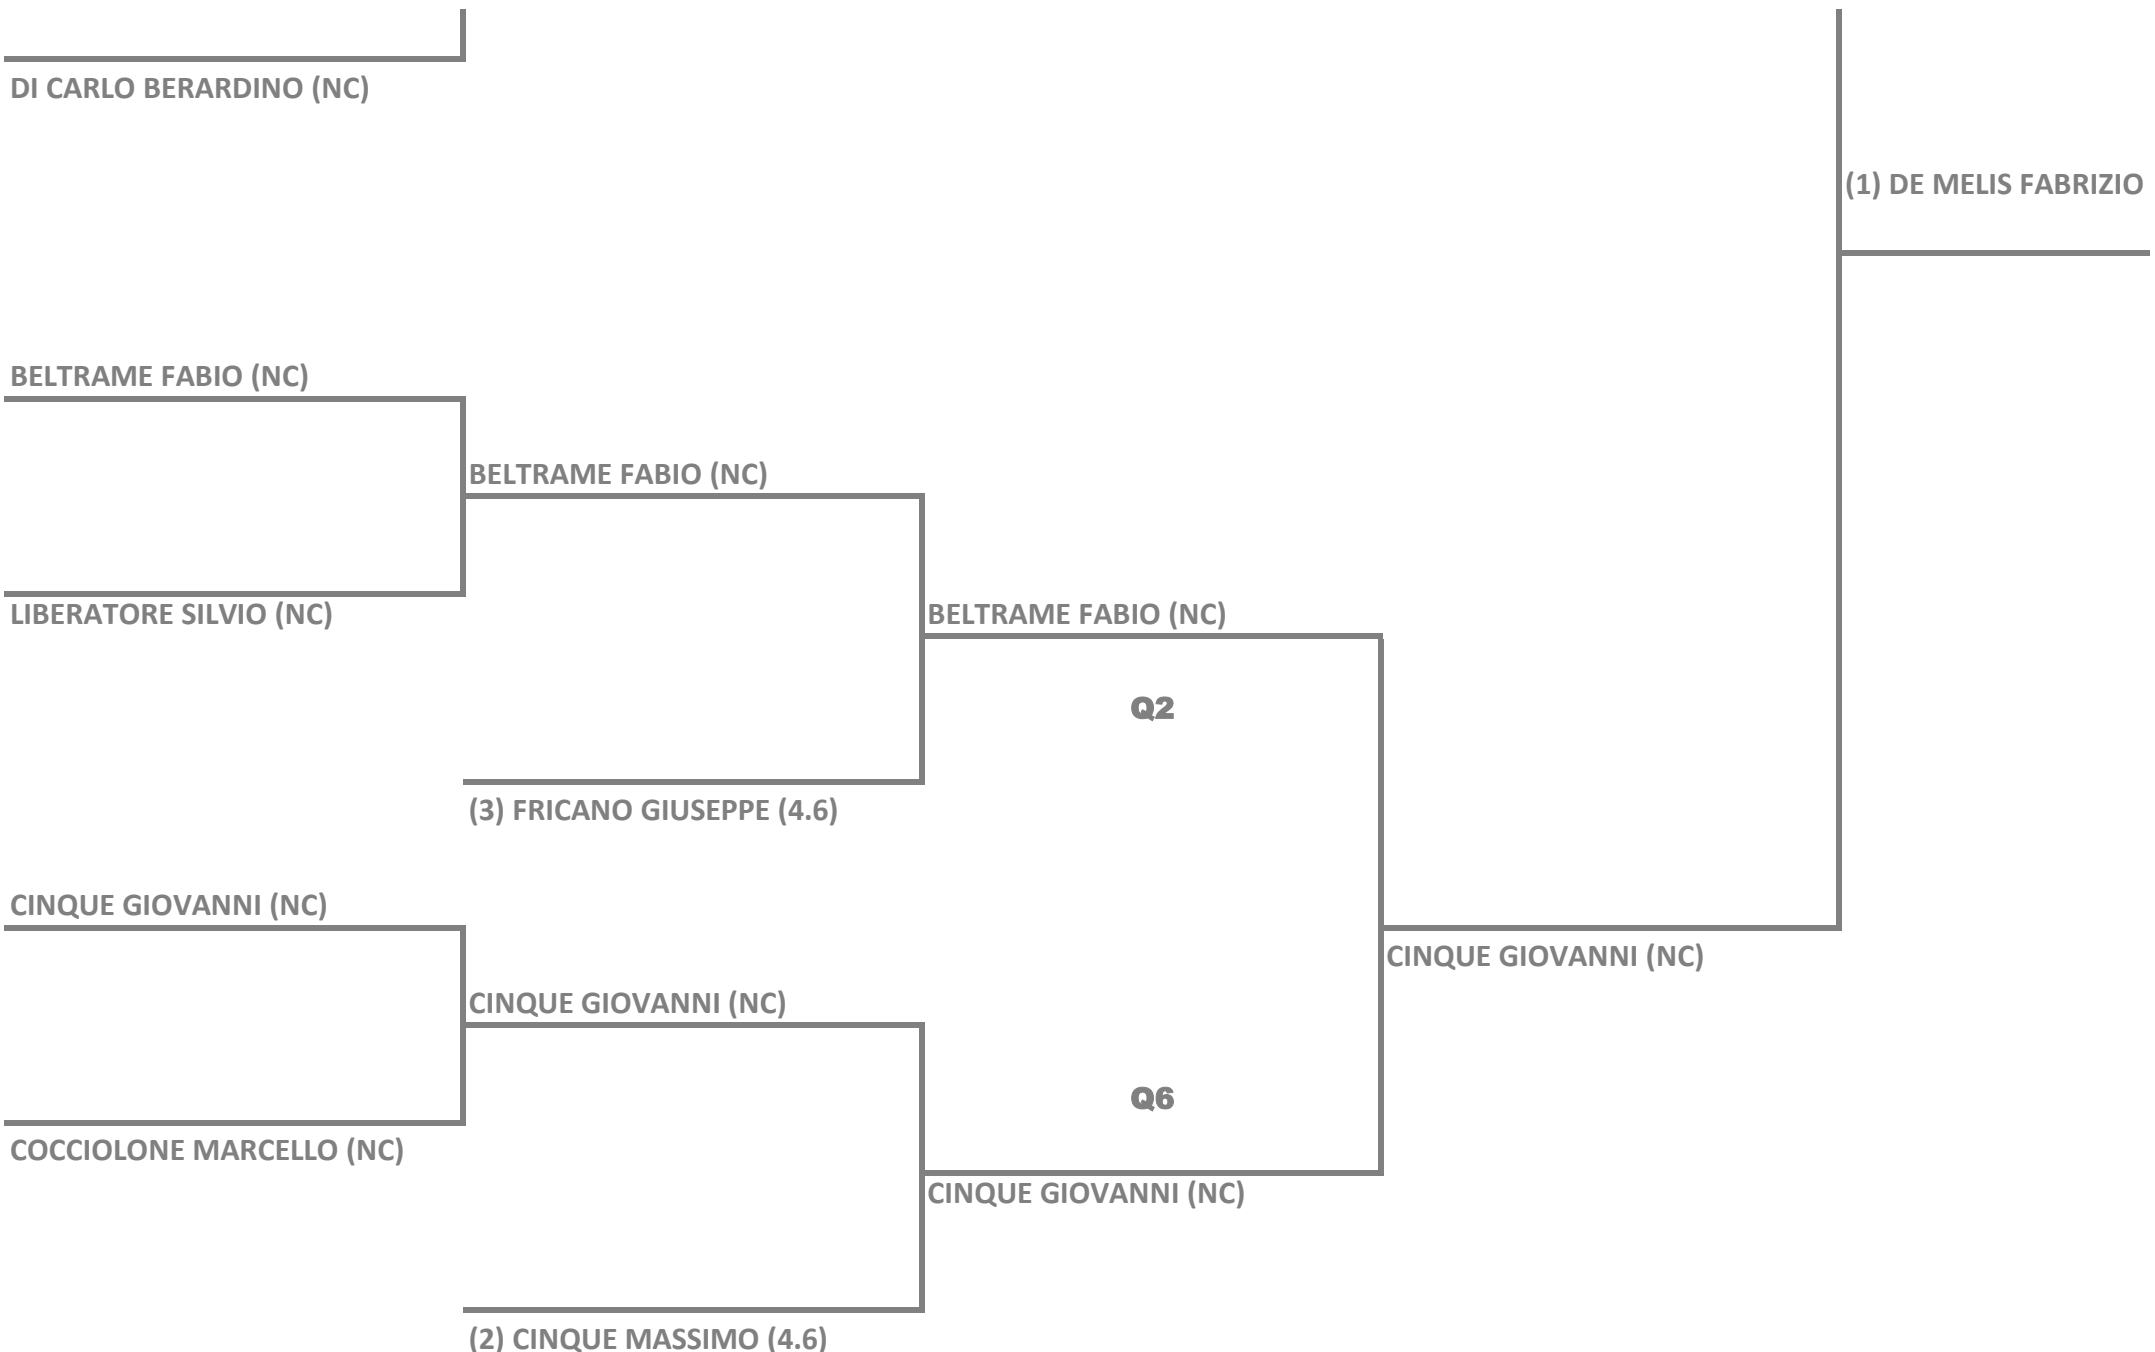 DI CARLO BERARDINO (NC)
(1) DE MELIS FABRIZIO
BELTRAME FABIO (NC)
BELTRAME FABIO (NC)
LIBERATORE SILVIO (NC)
BELTRAME FABIO (NC)
Q2
(3) FRICANO GIUSEPPE (4.6)
CINQUE GIOVANNI (NC)
CINQUE GIOVANNI (NC)
CINQUE GIOVANNI (NC)
Q6
COCCIOLONE MARCELLO (NC)
CINQUE GIOVANNI (NC)
(2) CINQUE MASSIMO (4.6)